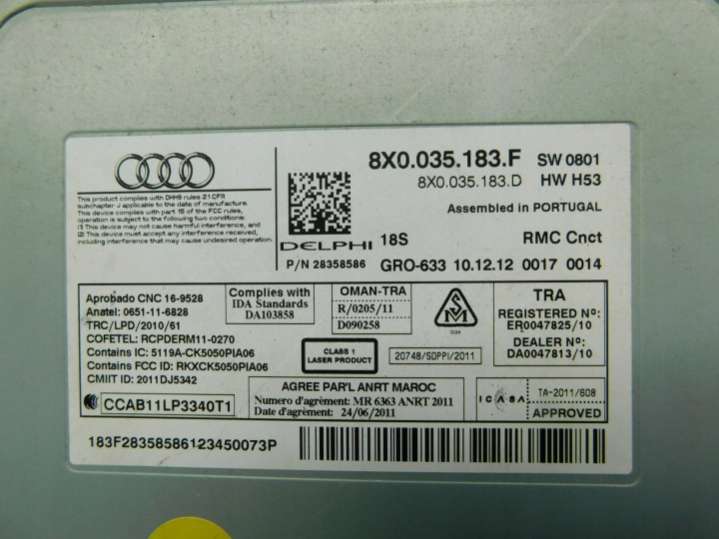 8X0.035.183.F SW 0801
8X0.035.183.D HW H53
Assembled in PORTUGAL
This product complies with DHHS rules 21CFR
subchapter J applicable to the date of manufacture.
This device complies with part 15 of the FCC rules,
operation is subject to the following two conditions:
(1) This device may not cause harmful interference, and
(2) This device must accept any interference received,
including interference that may cause undesired operation.
DELPHI 18S RMC Cnct
P/N 28358586 GRO-633 10.12.12 0017 0014
Aprobado CNC 16-9528
Anatel: 0651-11-6828
TRC/LPD/2010/61
COFETEL: RCPDERM11-0270
Contains IC: 5119A-CK5050PIA06
Contains FCC ID: RKXCK5050PIA06
CMIIT ID: 2011DJ5342
CCAB11LP3340T1
Complies with
IDA Standards
DA103858
OMAN-TRA
R/0205/11
D090258
CLASS 1
LASER PRODUCT
20748/SDPPI/2011
TRA
REGISTERED Nº:
ER0047825/10
DEALER Nº:
DA0047813/10
AGREE PAR'L ANRT MAROC
Numero d'agrément: MR 6363 ANRT 2011
Date d'agrément: 24/06/2011
ICASA
TA-2011/608
APPROVED
183F28358586123450073P